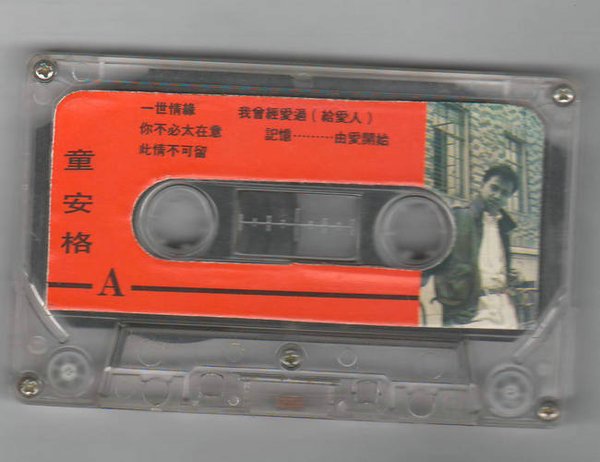 一世情緣
你不必太在意
此情不可留
我曾經愛過（給愛人）
記憶………由愛開始
童安格
A